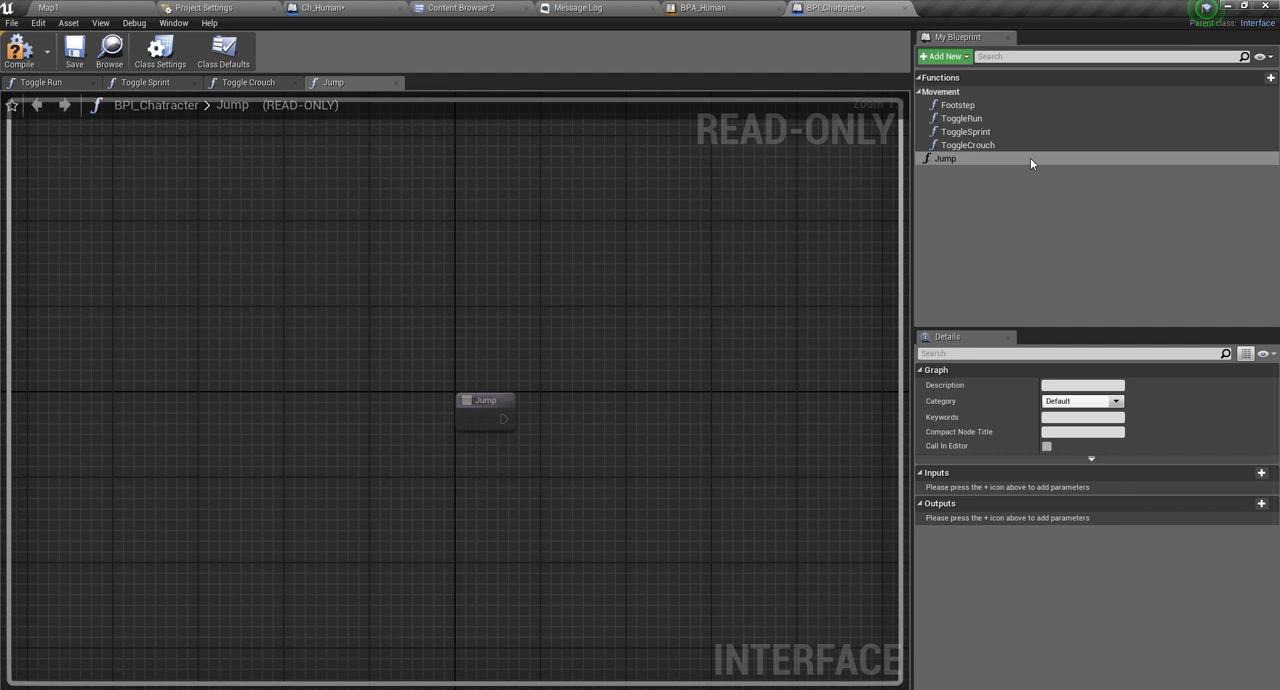 Map1
Project Settings
Ch_Human*
Content Browser 2
Message Log
BPA_Human
BPI_Chatracter*
File Edit Asset View Debug Window Help
Parent class: Interface
Compile
Save
Browse
Class Settings
Class Defaults
My Blueprint
+ Add New
Search
Toggle Run
Toggle Sprint
Toggle Crouch
Jump
Functions
Movement
Footstep
ToggleRun
ToggleSprint
ToggleCrouch
Jump
BPI_Chatracter > Jump (READ-ONLY)
READ-ONLY
Jump
INTERFACE
Details
Search
Graph
Description
Category Default
Keywords
Compact Node Title
Call In Editor
Inputs
Please press the + icon above to add parameters
Outputs
Please press the + icon above to add parameters